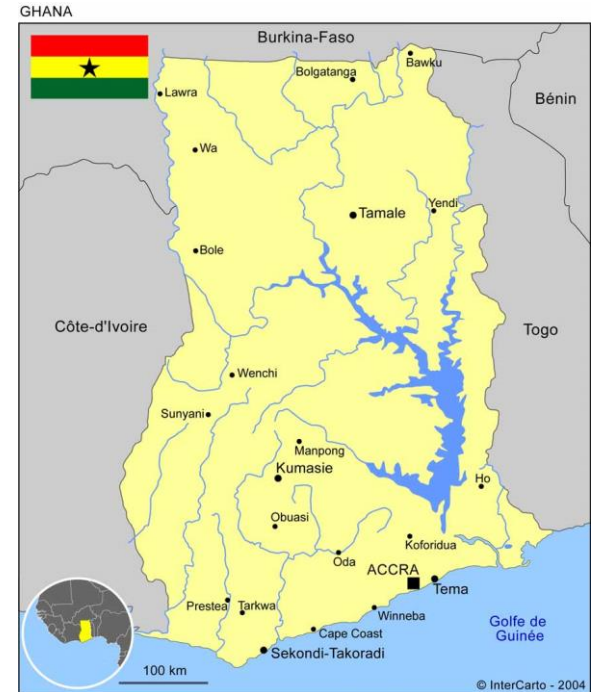 GHANA
Burkina-Faso
Bawku
Bolgatanga
Lawra
Bénin
Wa
Yendi
Tamale
Bole
Côte-d'Ivoire
Togo
Wenchi
Sunyani
Manpong
Kumasie
Ho
Obuasi
Koforidua
Oda
ACCRA
Tema
Prestea
Tarkwa
Winneba
Golfe de
Guinée
Cape Coast
Sekondi-Takoradi
100 km
© InterCarto - 2004